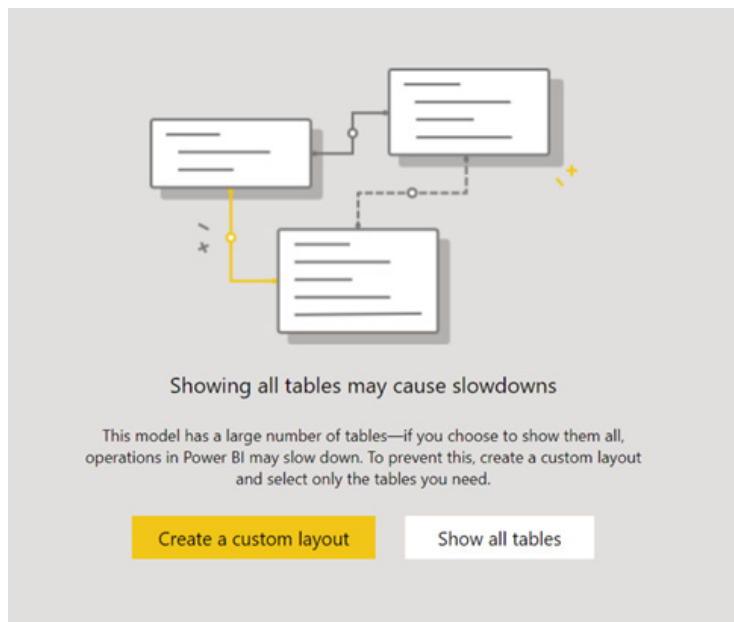 Showing all tables may cause slowdowns
This model has a large number of tables—if you choose to show them all,
operations in Power BI may slow down. To prevent this, create a custom layout
and select only the tables you need.
Create a custom layout
Show all tables